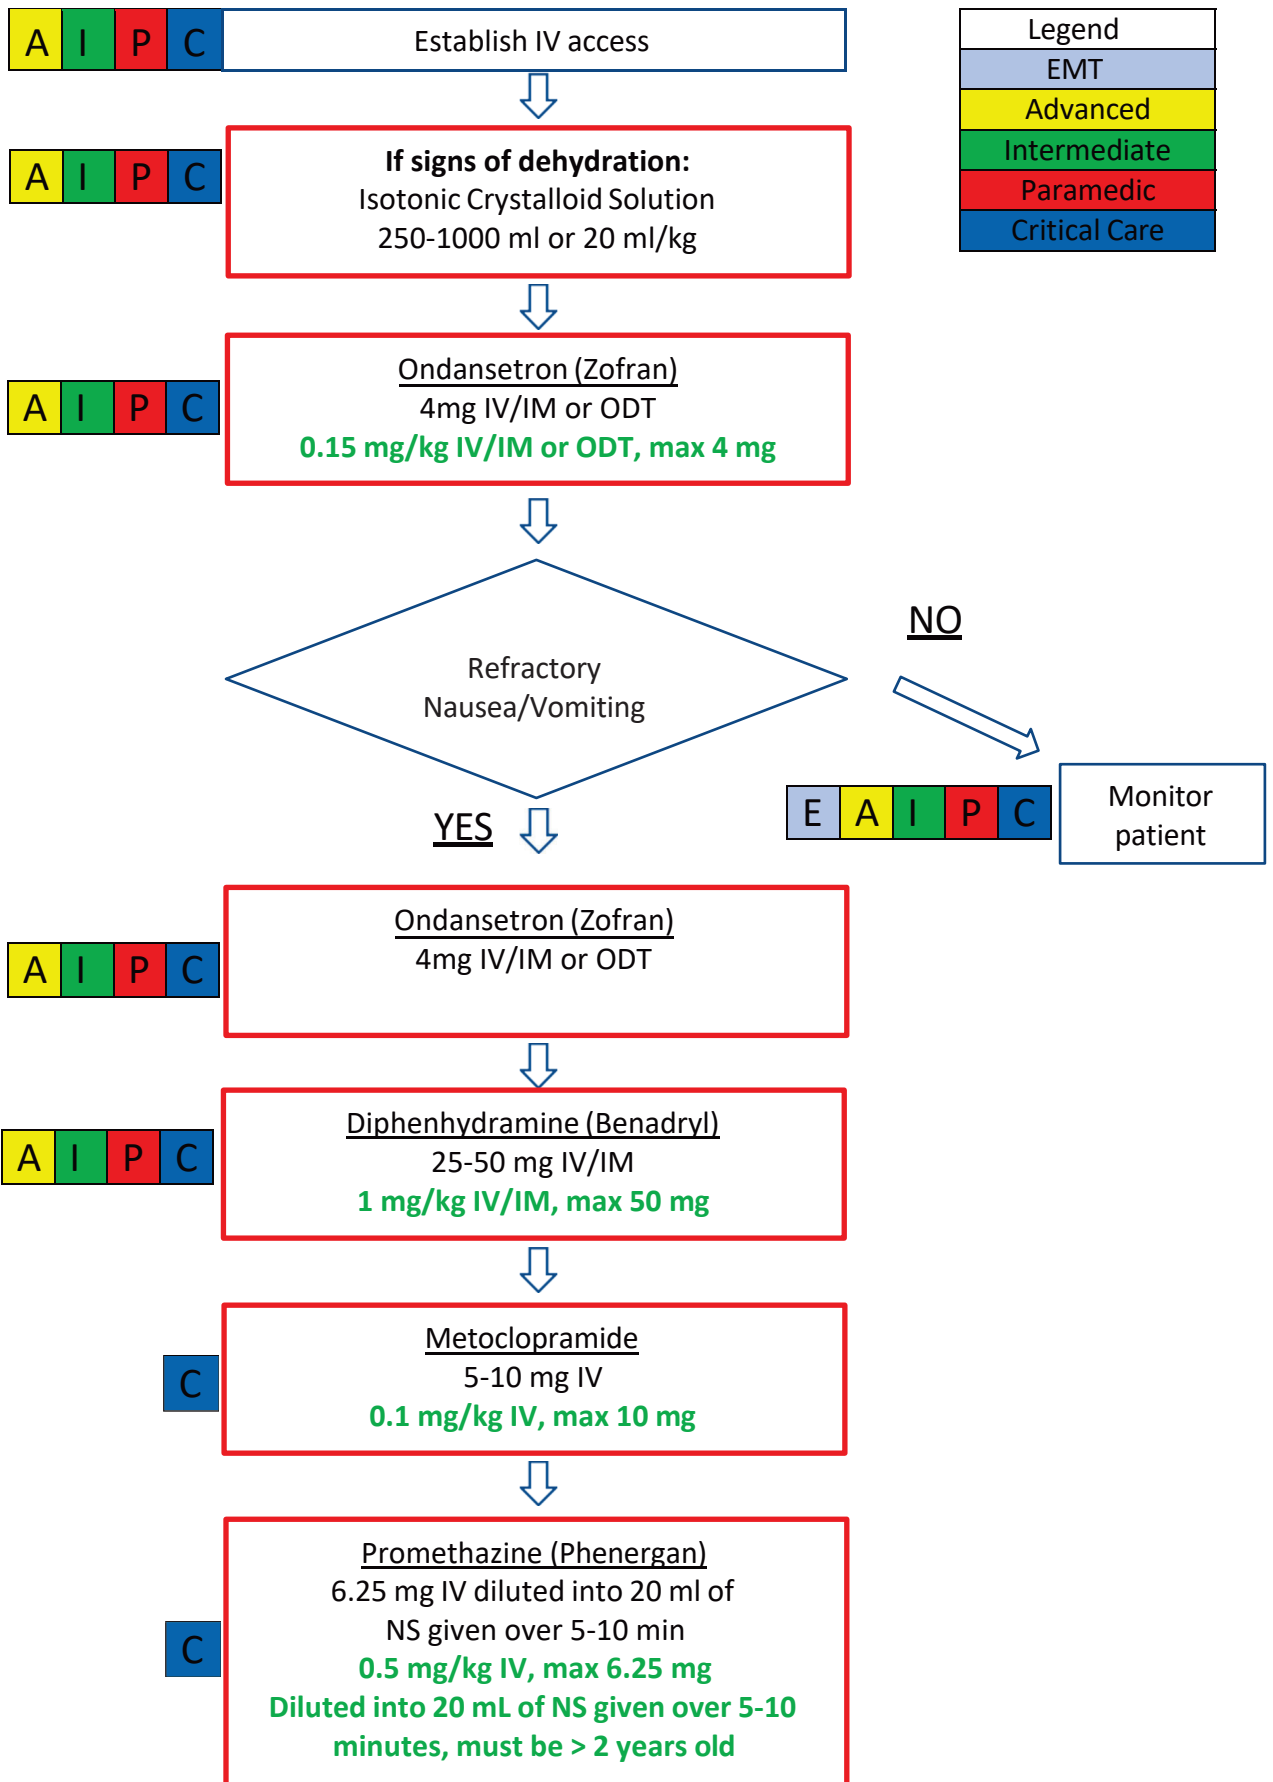 A I P C
Establish IV access
Legend
EMT
Advanced
Intermediate
Paramedic
Critical Care
A I P C
If signs of dehydration:
Isotonic Crystalloid Solution
250-1000 ml or 20 ml/kg
A I P C
Ondansetron (Zofran)
4mg IV/IM or ODT
0.15 mg/kg IV/IM or ODT, max 4 mg
Refractory
Nausea/Vomiting
NO
E A I P C
Monitor
patient
YES
A I P C
Ondansetron (Zofran)
4mg IV/IM or ODT
A I P C
Diphenhydramine (Benadryl)
25-50 mg IV/IM
1 mg/kg IV/IM, max 50 mg
C
Metoclopramide
5-10 mg IV
0.1 mg/kg IV, max 10 mg
C
Promethazine (Phenergan)
6.25 mg IV diluted into 20 ml of
NS given over 5-10 min
0.5 mg/kg IV, max 6.25 mg
Diluted into 20 mL of NS given over 5-10
minutes, must be > 2 years old